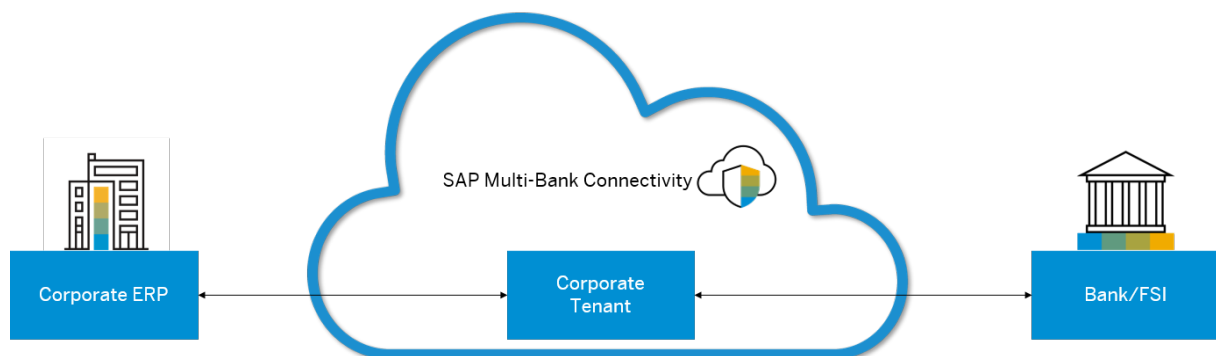 SAP Multi-Bank Connectivity
Corporate ERP
Corporate
Tenant
Bank/FSI